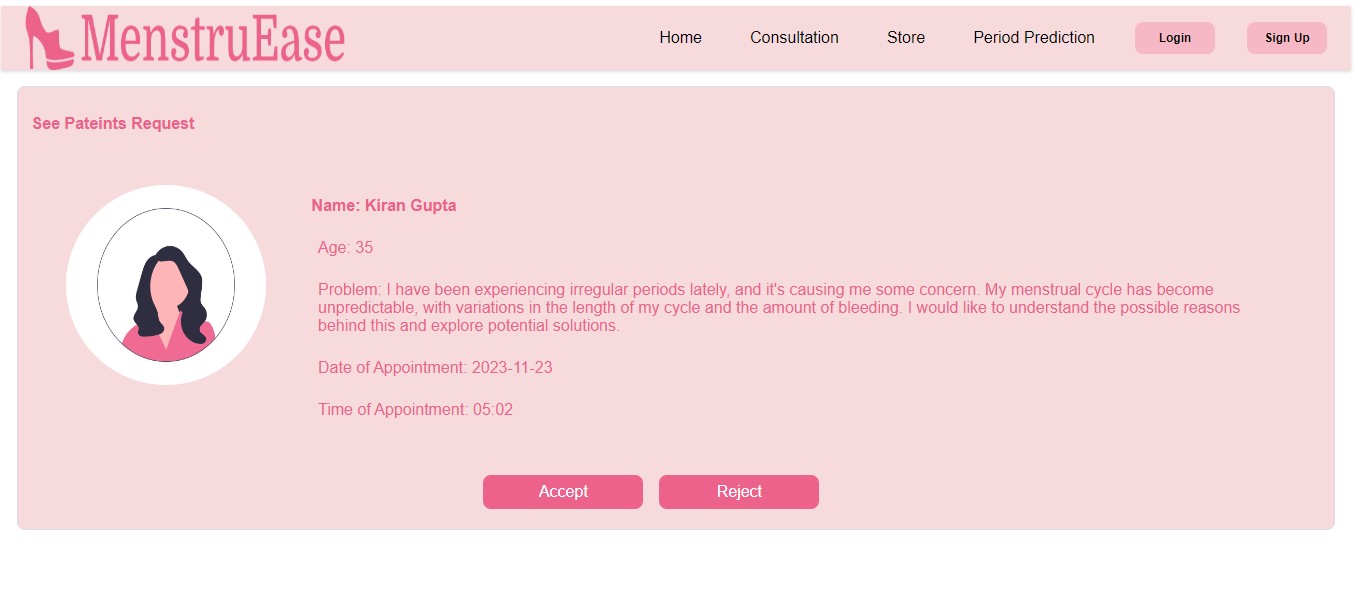 MenstruEase
Home
Consultation
Store
Period Prediction
Login
Sign Up
See Pateints Request
Name: Kiran Gupta
Age: 35
Problem: I have been experiencing irregular periods lately, and it's causing me some concern. My menstrual cycle has become
unpredictable, with variations in the length of my cycle and the amount of bleeding. I would like to understand the possible reasons
behind this and explore potential solutions.
Date of Appointment: 2023-11-23
Time of Appointment: 05:02
Accept
Reject